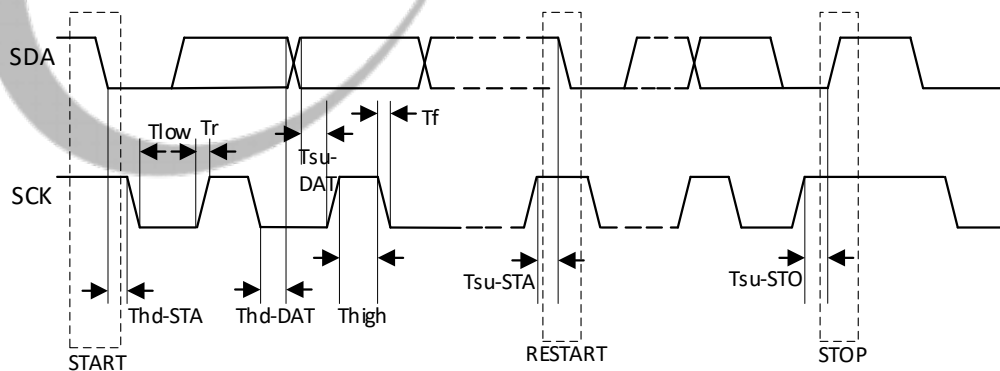 SDA
Tlow
Tr
Tsu-
DAT
Tf
SCK
Thd-STA
Thd-DAT
Thigh
Tsu-STA
Tsu-STO
START
RESTART
STOP